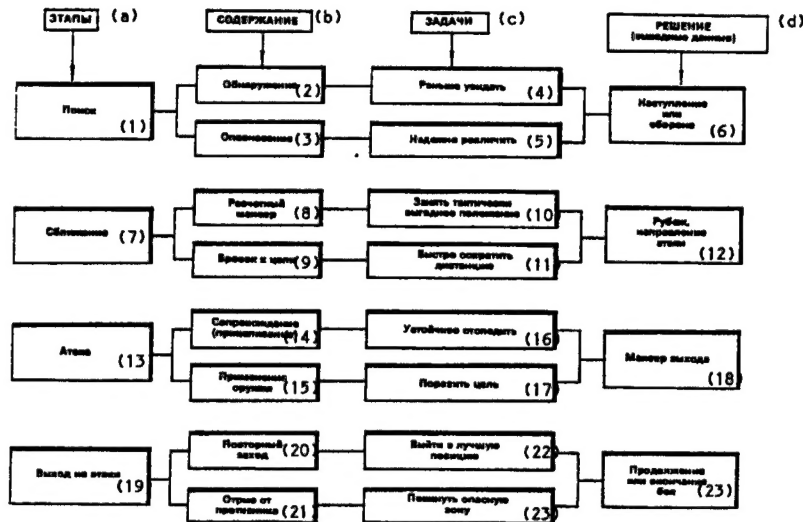 ЭТАПЫ (a)
СОДЕРЖАНИЕ (b)
ЗАДАЧИ (c)
РЕШЕНИЕ (d)
(выходные данные)
Поиск
(1)
Обнаружение (2)
Раньше увидеть (4)
Опознавание (3)
Надежно различить (5)
Наступление
или
оборона (6)
Сближение (7)
Расчетный
маневр (8)
Занять тактически
выгодное положение (10)
Бросок к цели (9)
Быстро сократить
дистанцию (11)
Рубеж,
направление
атаки (12)
Атака
(13
Сопровождение
(прицеливание) (14)
Устойчиво отследить (16)
Применение
оружия (15)
Поразить цель (17)
Маневр выхода
(18)
Выход из атаки
(19
Повторный
заход (20)
Выйти в лучшую
позицию (22)
Отрыв от
противника (21)
Покинуть опасную
зону (23)
Продолжение
или окончание
боя (23)